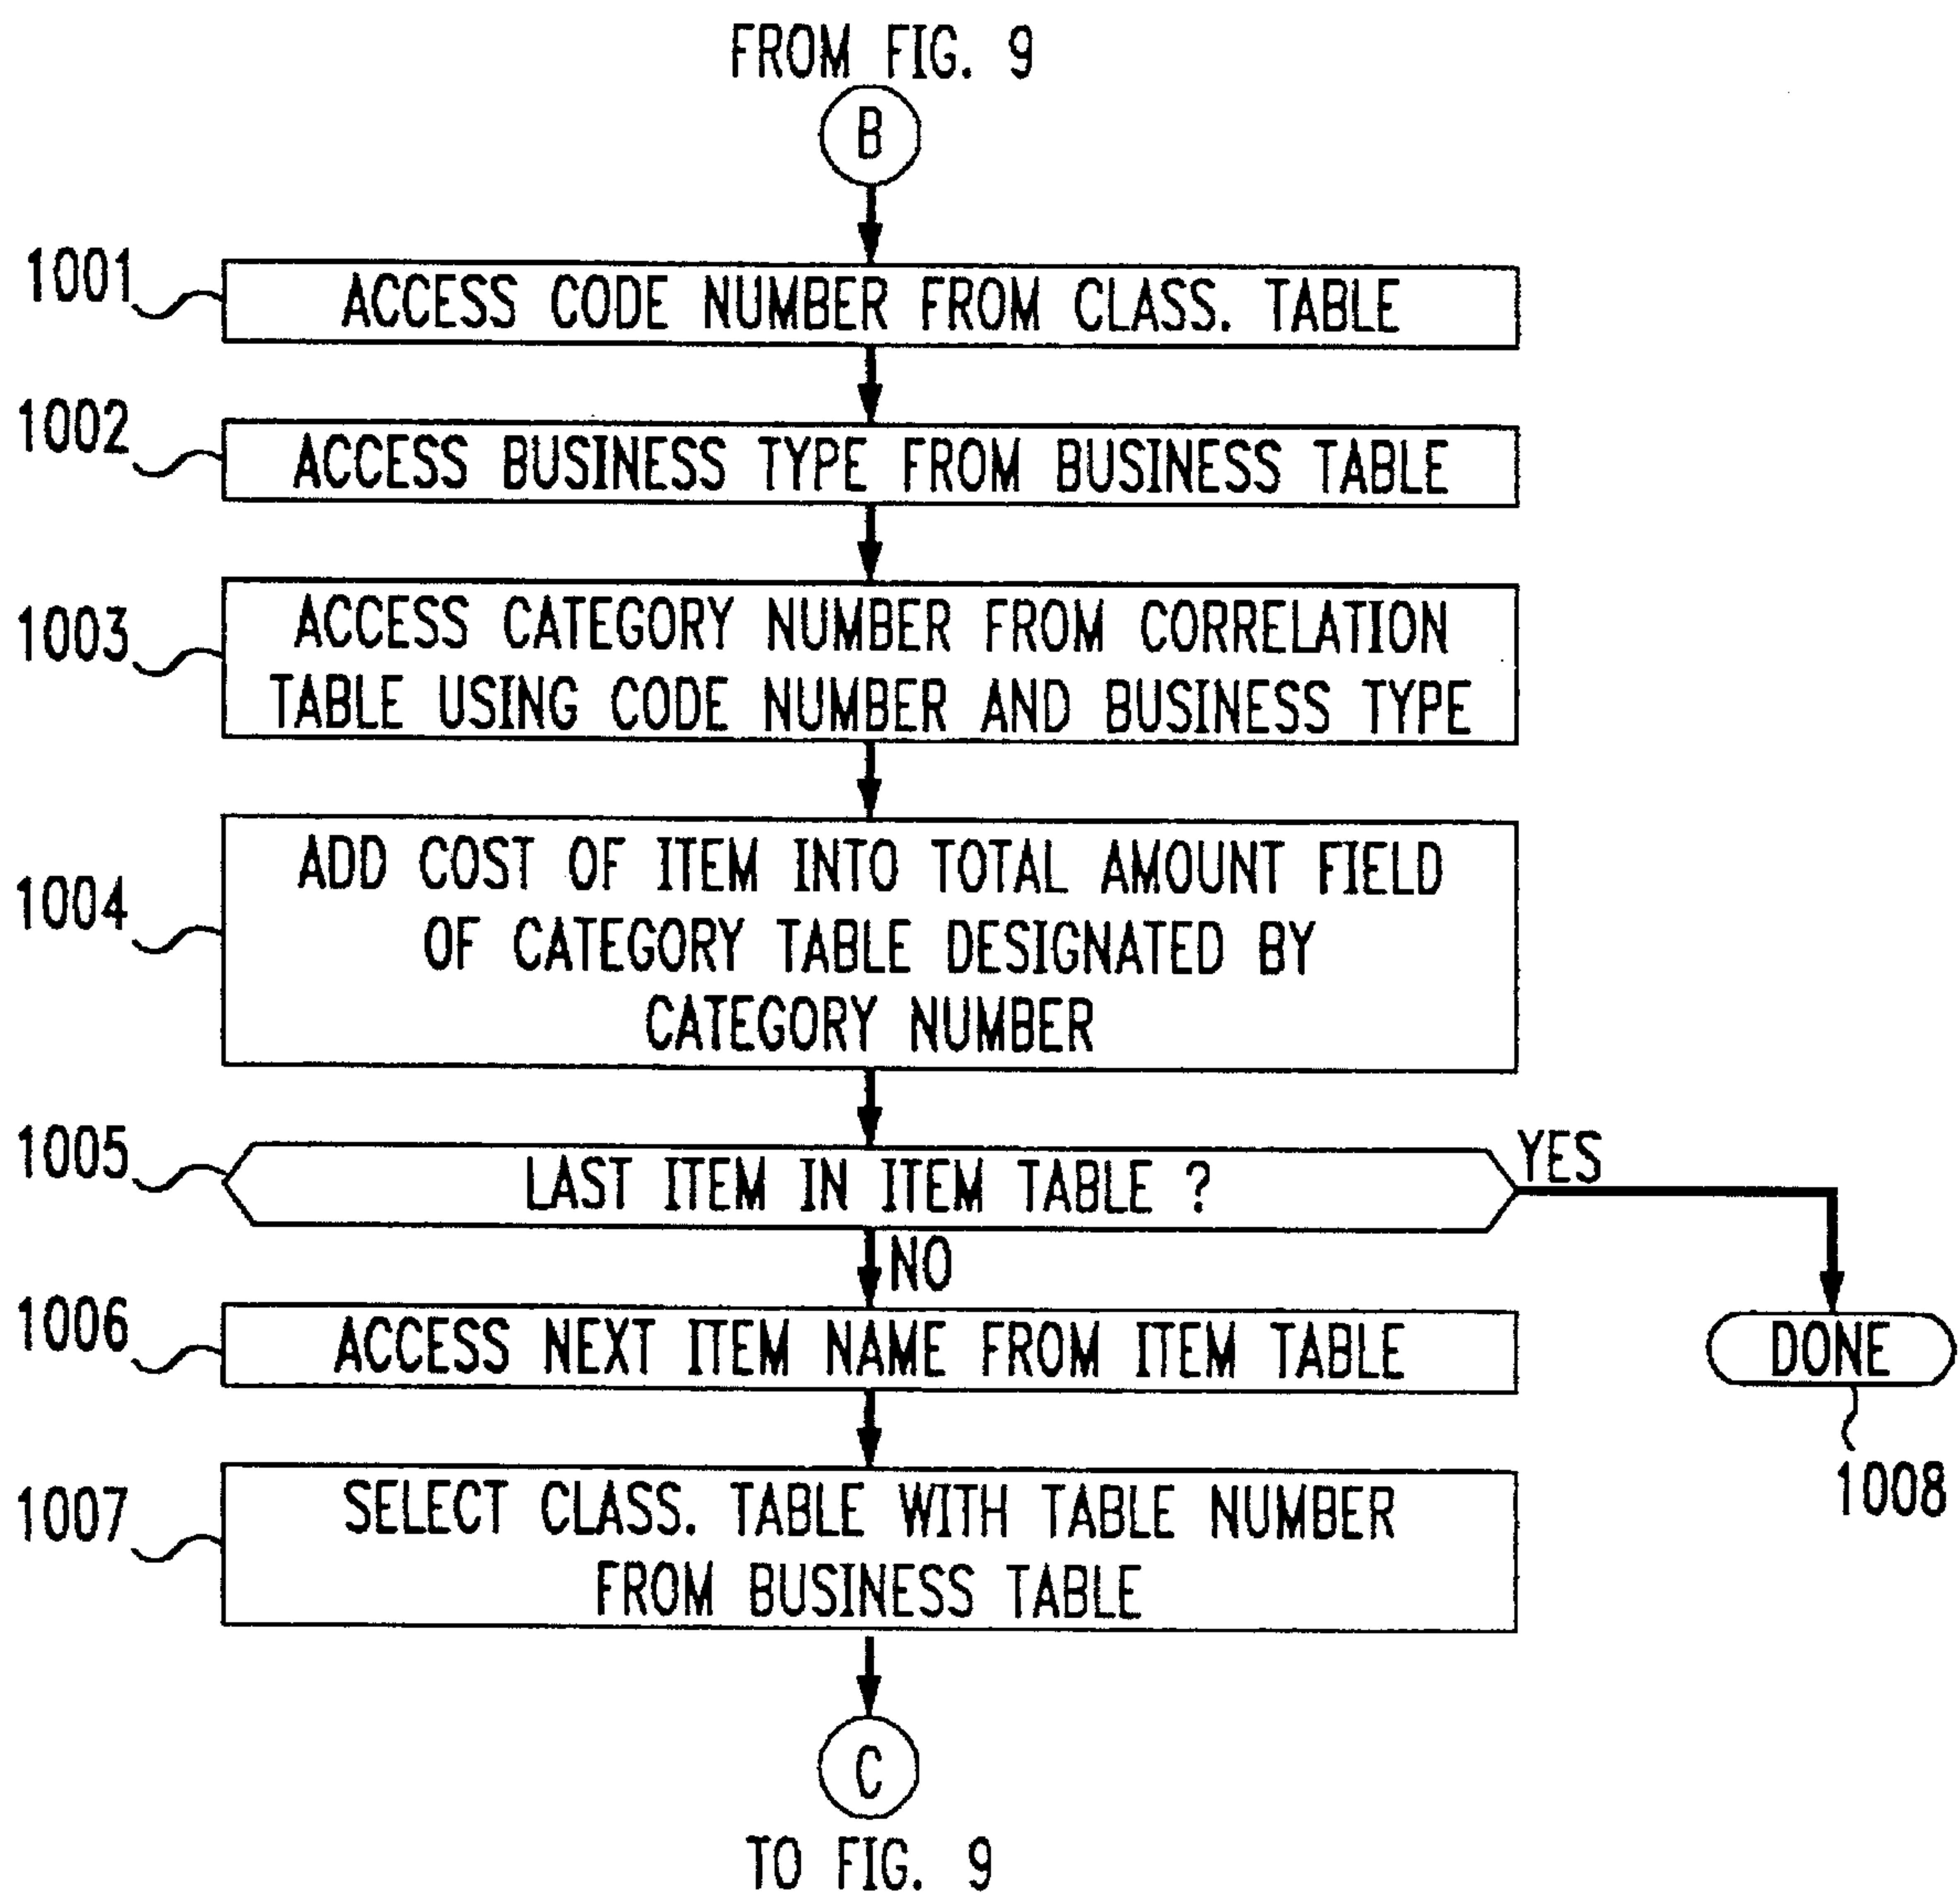 FROM FIG. 9
B
1001
ACCESS CODE NUMBER FROM CLASS. TABLE
1002
ACCESS BUSINESS TYPE FROM BUSINESS TABLE
1003
ACCESS CATEGORY NUMBER FROM CORRELATION
TABLE USING CODE NUMBER AND BUSINESS TYPE
1004
ADD COST OF ITEM INTO TOTAL AMOUNT FIELD
OF CATEGORY TABLE DESIGNATED BY
CATEGORY NUMBER
1005
LAST ITEM IN ITEM TABLE ?
YES
NO
1006
ACCESS NEXT ITEM NAME FROM ITEM TABLE
DONE
1008
1007
SELECT CLASS. TABLE WITH TABLE NUMBER
FROM BUSINESS TABLE
C
TO FIG. 9